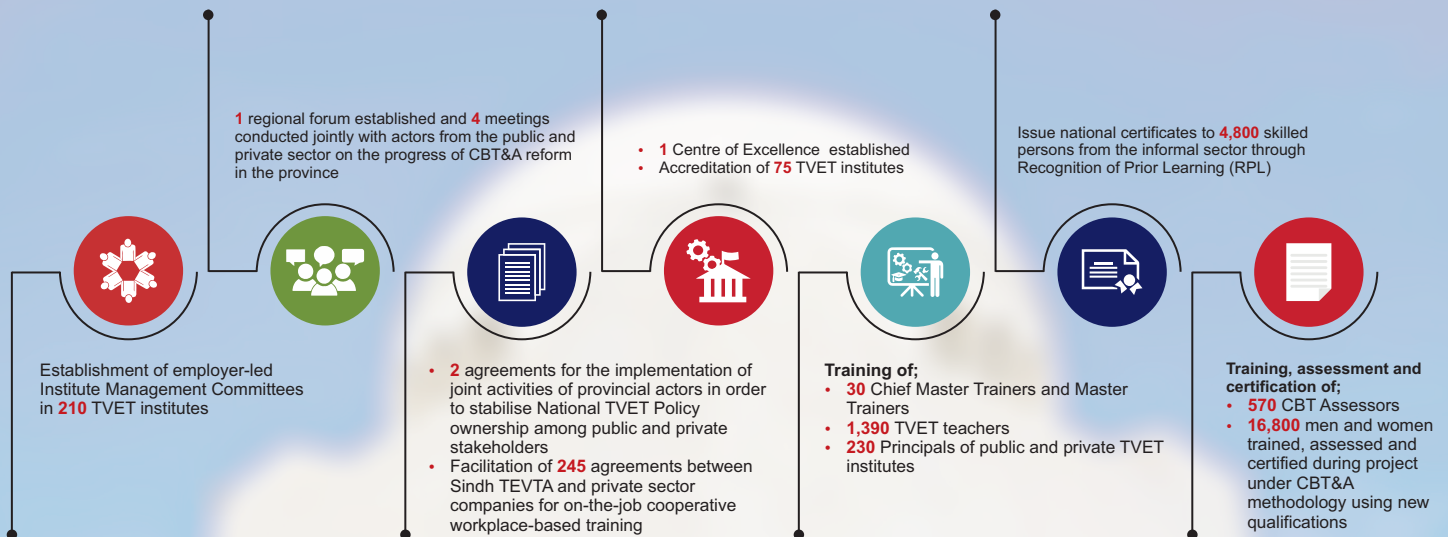 1 regional forum established and 4 meetings
conducted jointly with actors from the public and
private sector on the progress of CBT&A reform
in the province
• 1 Centre of Excellence established
• Accreditation of 75 TVET institutes
Issue national certificates to 4,800 skilled
persons from the informal sector through
Recognition of Prior Learning (RPL)
Establishment of employer-led
Institute Management Committees
in 210 TVET institutes
• 2 agreements for the implementation of
joint activities of provincial actors in order
to stabilise National TVET Policy
ownership among public and private
stakeholders
• Facilitation of 245 agreements between
Sindh TEVTA and private sector
companies for on-the-job cooperative
workplace-based training
Training of;
• 30 Chief Master Trainers and Master
Trainers
• 1,390 TVET teachers
• 230 Principals of public and private TVET
institutes
Training, assessment and
certification of;
• 570 CBT Assessors
• 16,800 men and women
trained, assessed and
certified during project
under CBT&A
methodology using new
qualifications